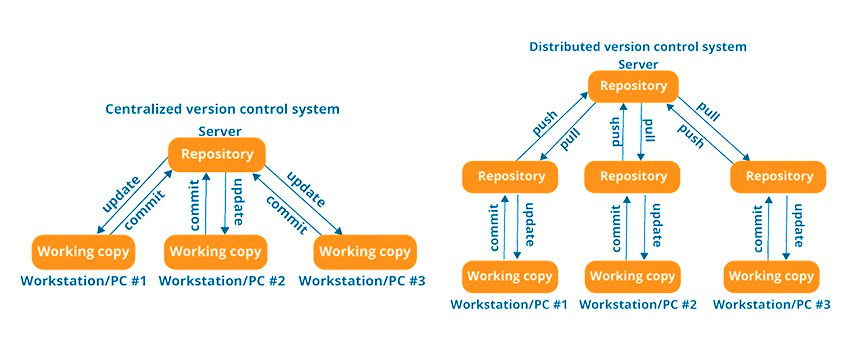 Centralized version control system
Server
Repository
update
commit
commit
update
update
commit
Working copy
Working copy
Working copy
Workstation/PC #1
Workstation/PC #2
Workstation/PC #3
Distributed version control system
Server
Repository
push
pull
push
pull
pull
push
Repository
Repository
Repository
commit
update
commit
update
commit
update
Working copy
Working copy
Working copy
Workstation/PC #1
Workstation/PC #2
Workstation/PC #3